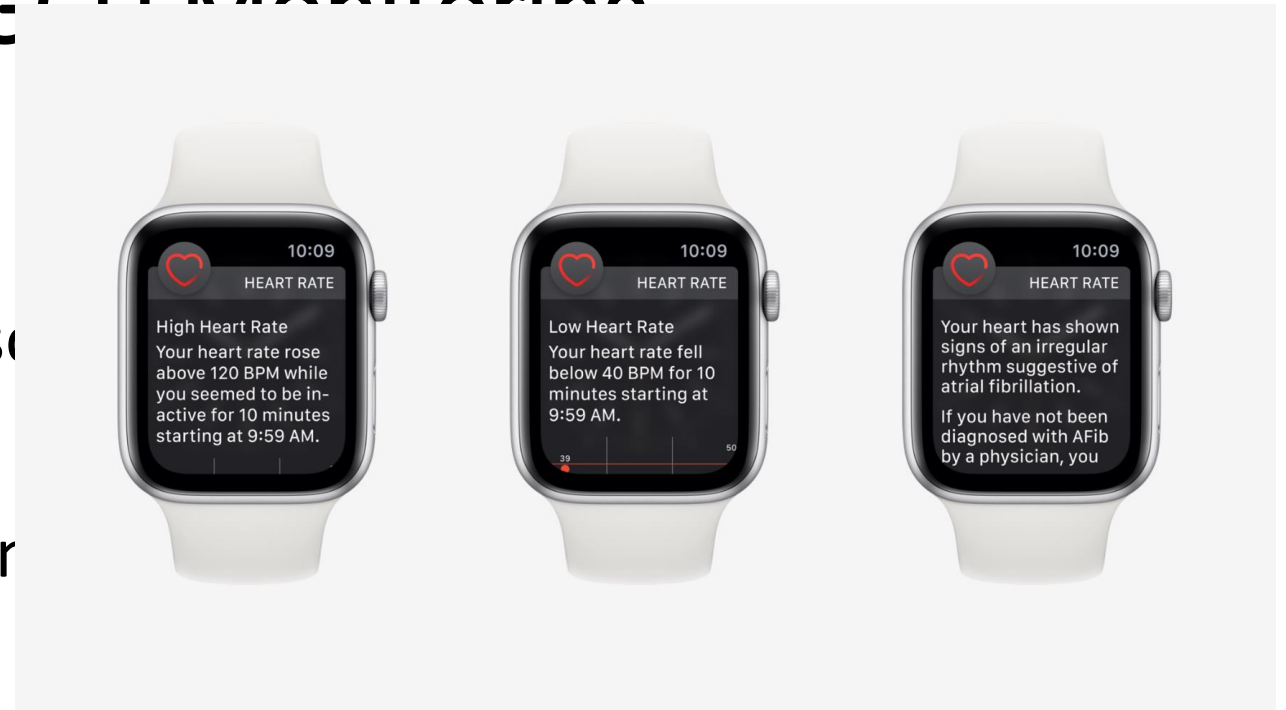 Monitoring
10:09
HEART RATE
High Heart Rate
Your heart rate rose
above 120 BPM while
you seemed to be in-
active for 10 minutes
starting at 9:59 AM.
10:09
HEART RATE
Low Heart Rate
Your heart rate fell
below 40 BPM for 10
minutes starting at
9:59 AM.
50
39
10:09
HEART RATE
Your heart has shown
signs of an irregular
rhythm suggestive of
atrial fibrillation.
If you have not been
diagnosed with AFib
by a physician, you